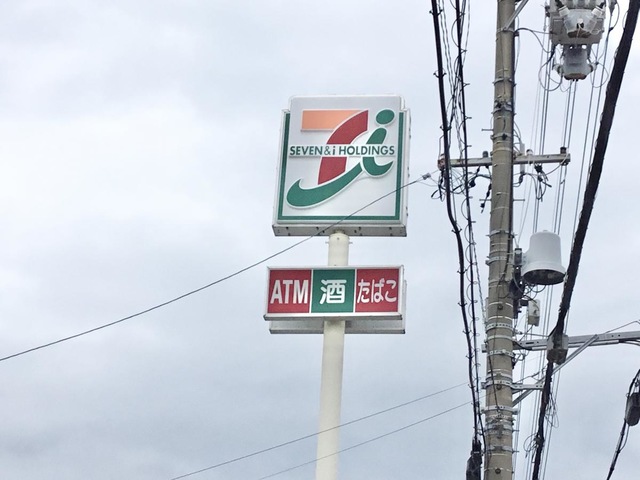 SEVEN & i HOLDINGS
ATM 酒 たばこ